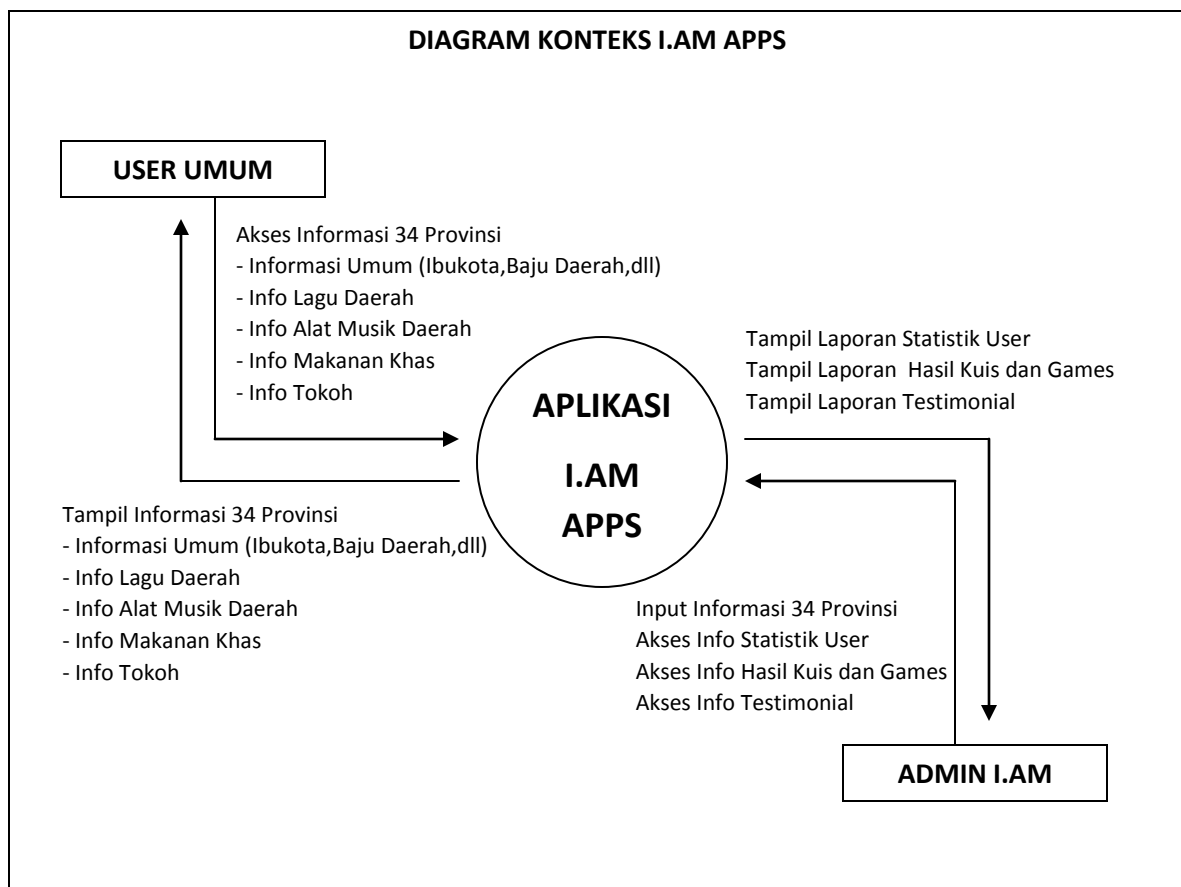 DIAGRAM KONTEKS I.AM APPS
USER UMUM
Akses Informasi 34 Provinsi
- Informasi Umum (Ibukota,Baju Daerah,dll)
- Info Lagu Daerah
- Info Alat Musik Daerah
- Info Makanan Khas
- Info Tokoh
APLIKASI
I.AM
APPS
Tampil Laporan Statistik User
Tampil Laporan  Hasil Kuis dan Games
Tampil Laporan Testimonial
Tampil Informasi 34 Provinsi
- Informasi Umum (Ibukota,Baju Daerah,dll)
- Info Lagu Daerah
- Info Alat Musik Daerah
- Info Makanan Khas
- Info Tokoh
Input Informasi 34 Provinsi
Akses Info Statistik User
Akses Info Hasil Kuis dan Games
Akses Info Testimonial
ADMIN I.AM